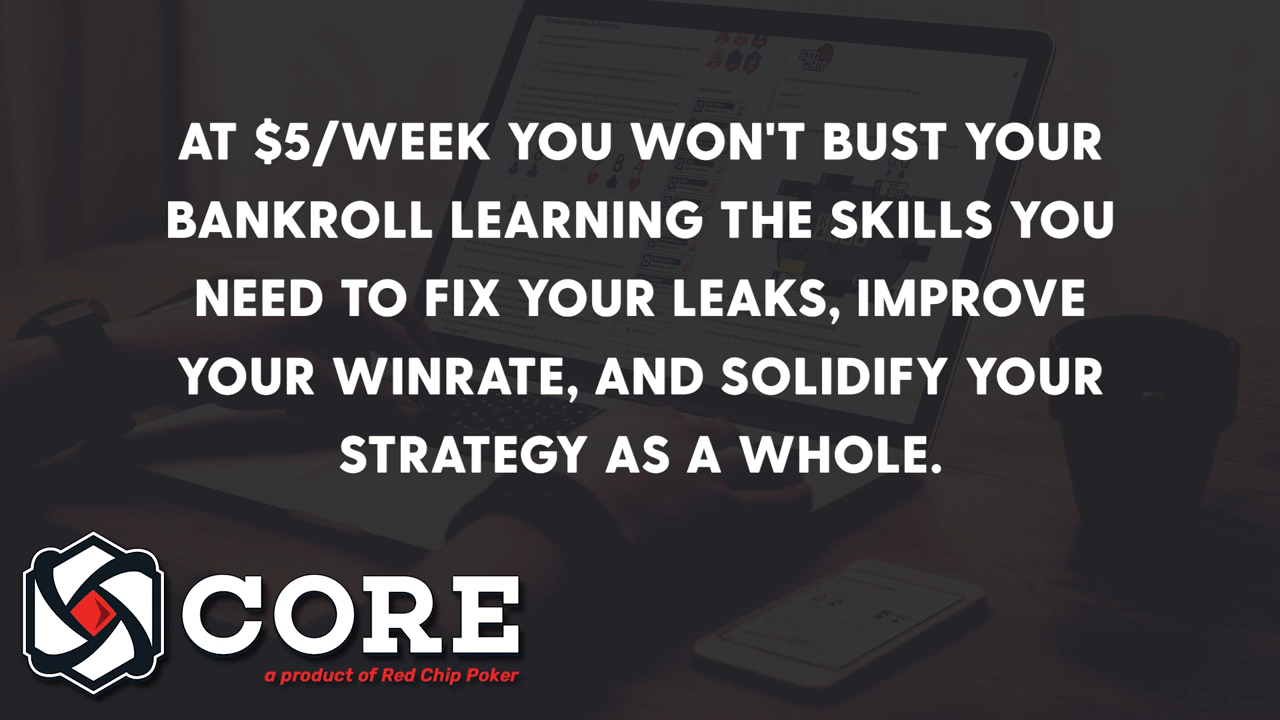 AT $5/WEEK YOU WON'T BUST YOUR
BANKROLL LEARNING THE SKILLS YOU
NEED TO FIX YOUR LEAKS, IMPROVE
YOUR WINRATE, AND SOLIDIFY YOUR
STRATEGY AS A WHOLE.
CORE
a product of Red Chip Poker